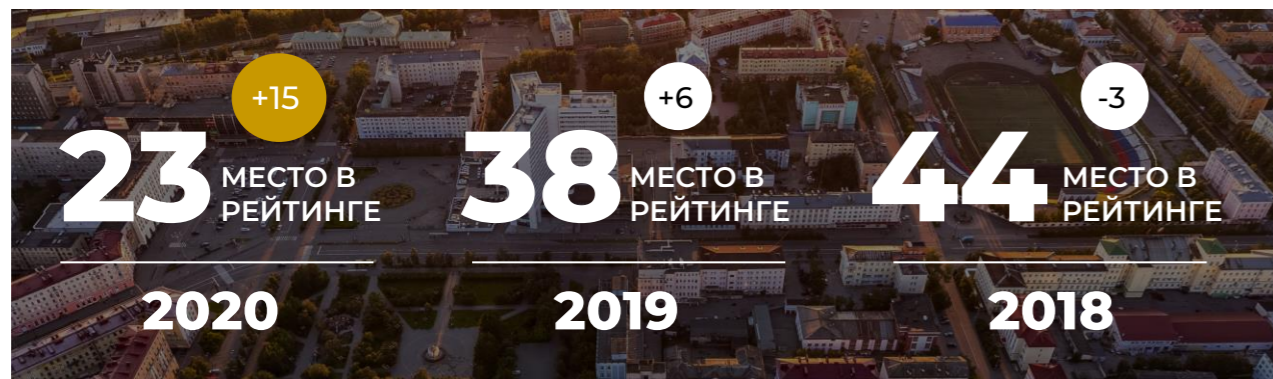 +15
23
МЕСТО В
РЕЙТИНГЕ
2020
+6
38
МЕСТО В
РЕЙТИНГЕ
2019
-3
44
МЕСТО В
РЕЙТИНГЕ
2018